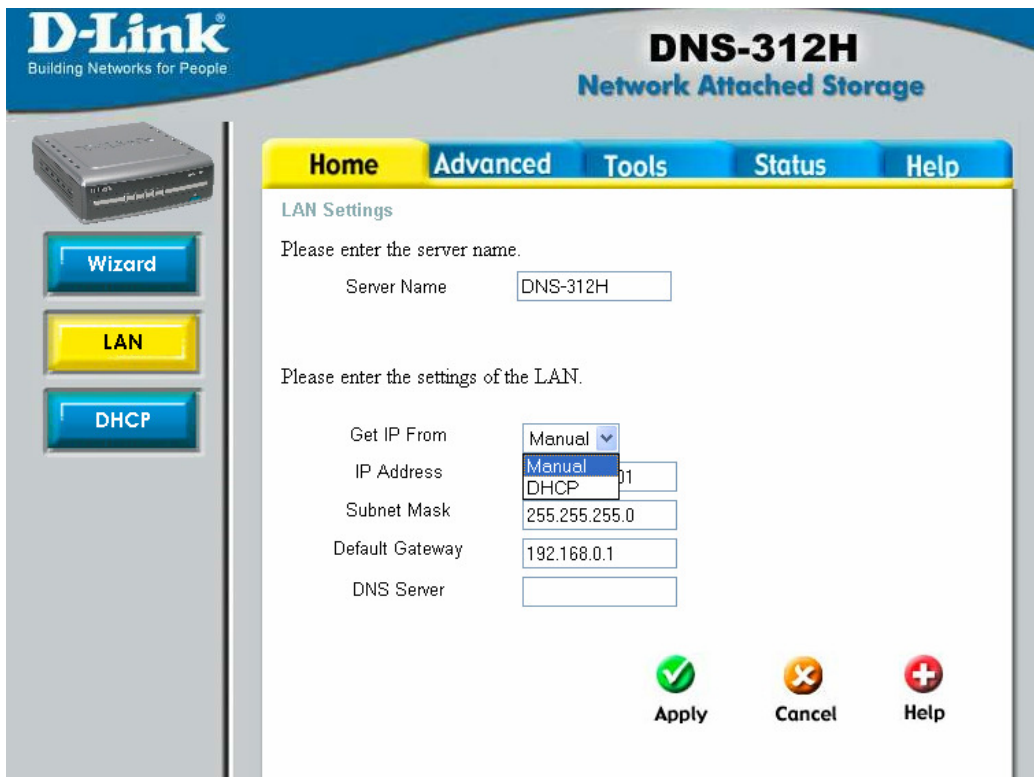 D-Link®
Building Networks for People
DNS-312H
Network Attached Storage
Home Advanced Tools Status Help
Wizard
LAN
DHCP
LAN Settings
Please enter the server name.
Server Name DNS-312H
Please enter the settings of the LAN.
Get IP From Manual
Manual
DHCP
IP Address 01
Subnet Mask 255.255.255.0
Default Gateway 192.168.0.1
DNS Server
Apply Cancel Help